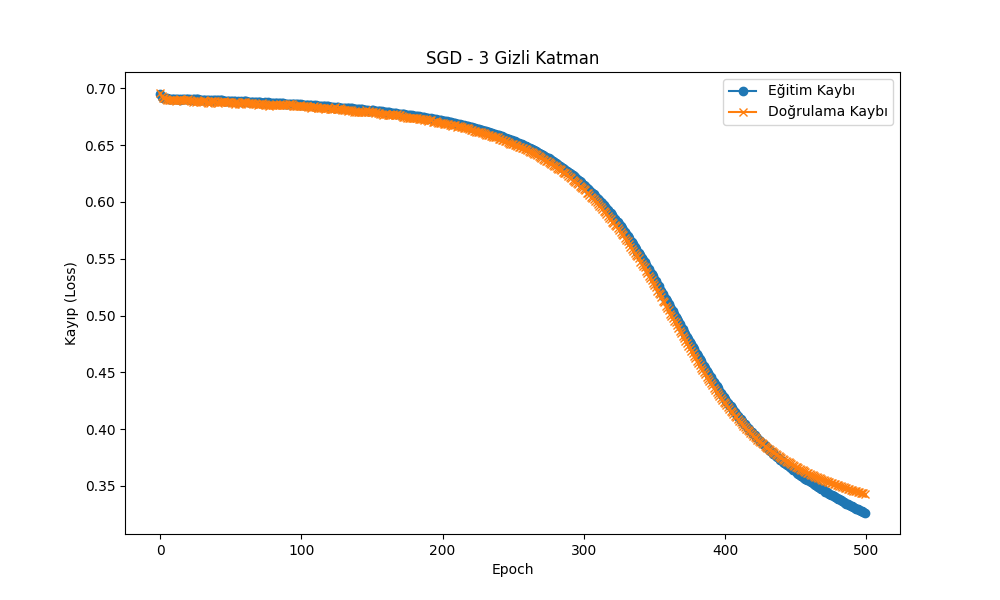 SGD - 3 Gizli Katman
Eğitim Kaybı
Doğrulama Kaybı
Kayıp (Loss)
0.70
0.65
0.60
0.55
0.50
0.45
0.40
0.35
0 100 200 300 400 500
Epoch